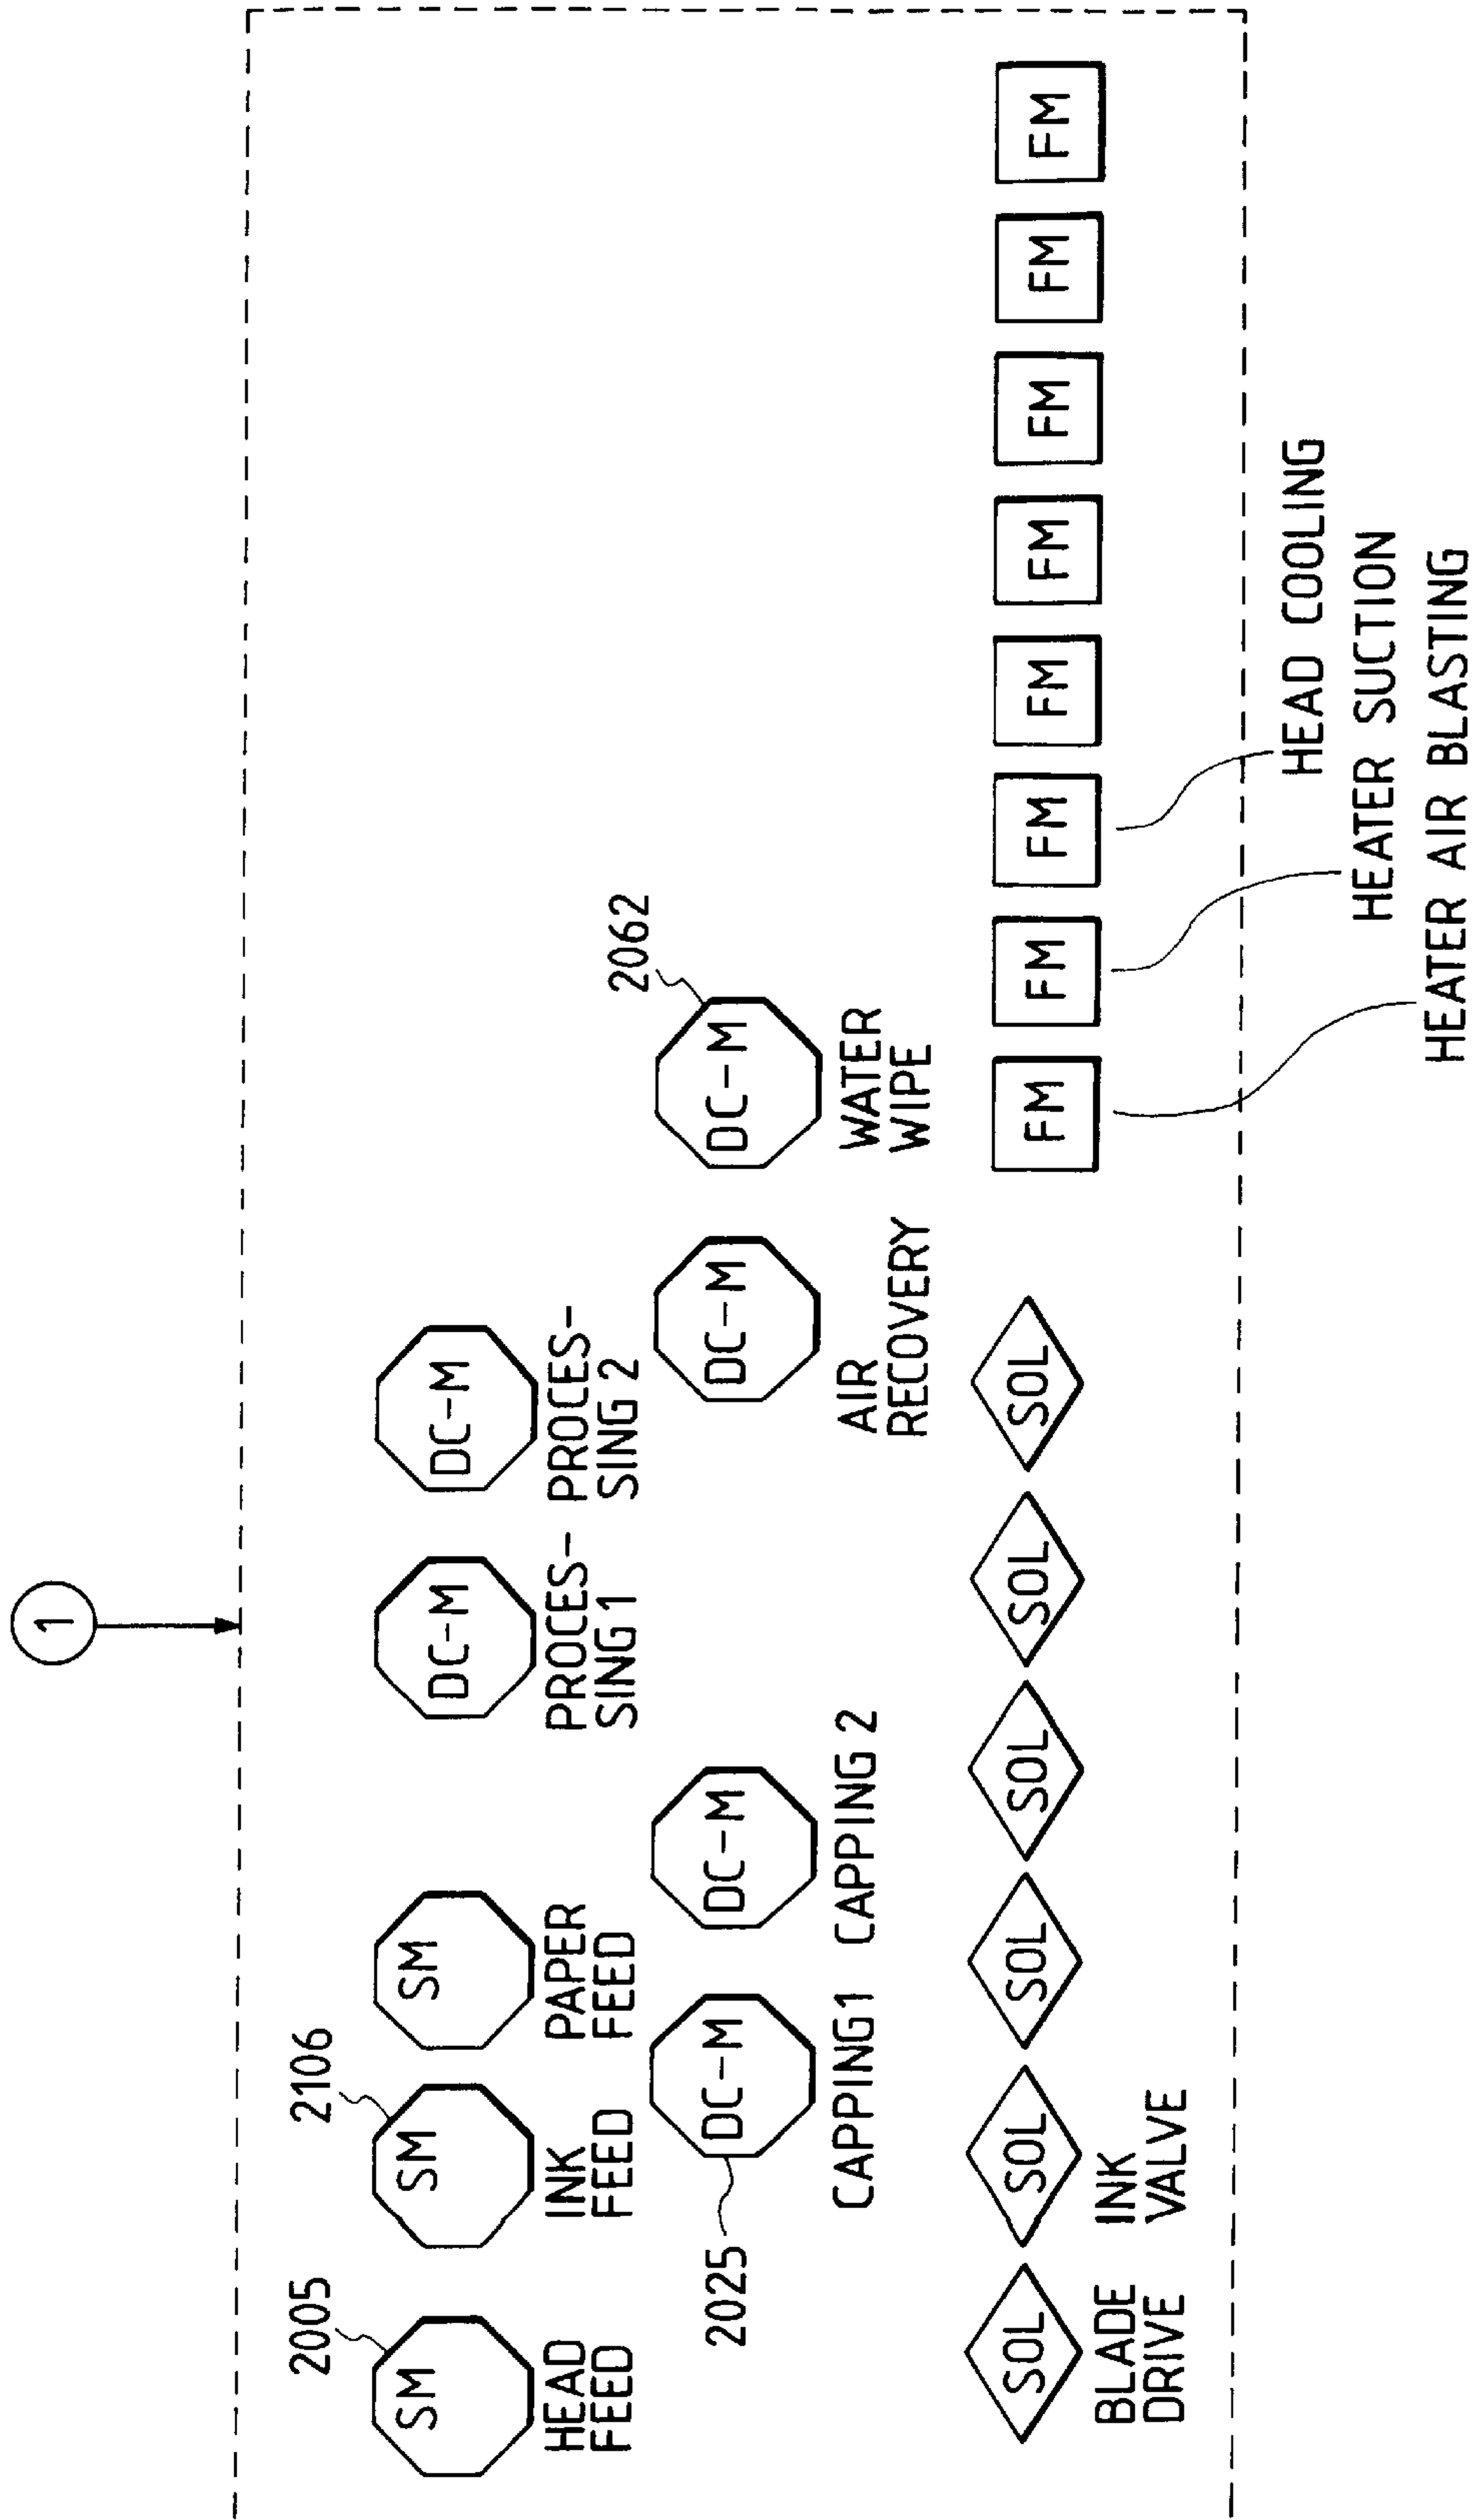 1
2005
2106
SM
SM
SM
DC-M
DC-M
HEAD
FEED
INK
FEED
PAPER
FEED
PROCES-
SING 1
PROCES-
SING 2
2062
2025
DC-M
DC-M
DC-M
DC-M
CAPPING1
CAPPING 2
AIR
RECOVERY
WATER
WIPE
SOL
SOL
SOL
SOL
SOL
SOL
FM
FM
FM
FM
FM
FM
FM
FM
BLADE
DRIVE
INK
VALVE
HEAD COOLING
HEATER SUCTION
HEATER AIR BLASTING